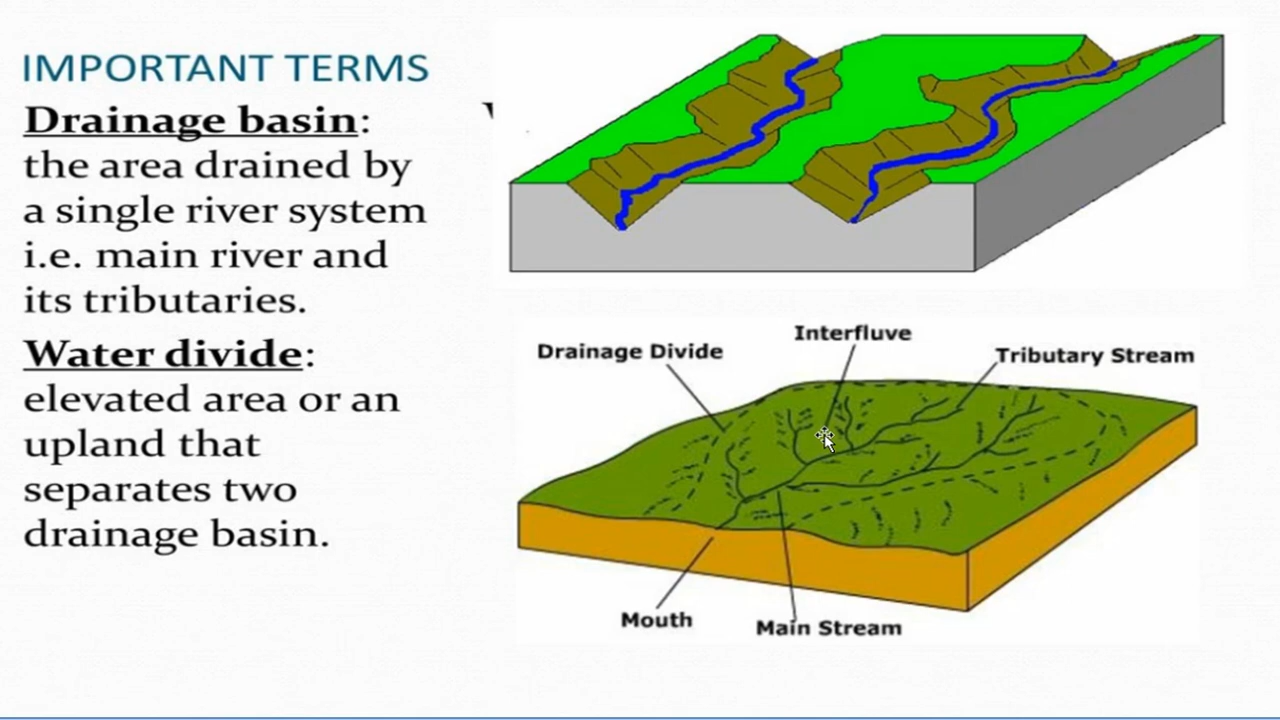 IMPORTANT TERMS
Drainage basin:
the area drained by
a single river system
i.e. main river and
its tributaries.
Water divide:
elevated area or an
upland that
separates two
drainage basin.
Interfluve
Drainage Divide
Tributary Stream
Mouth
Main Stream